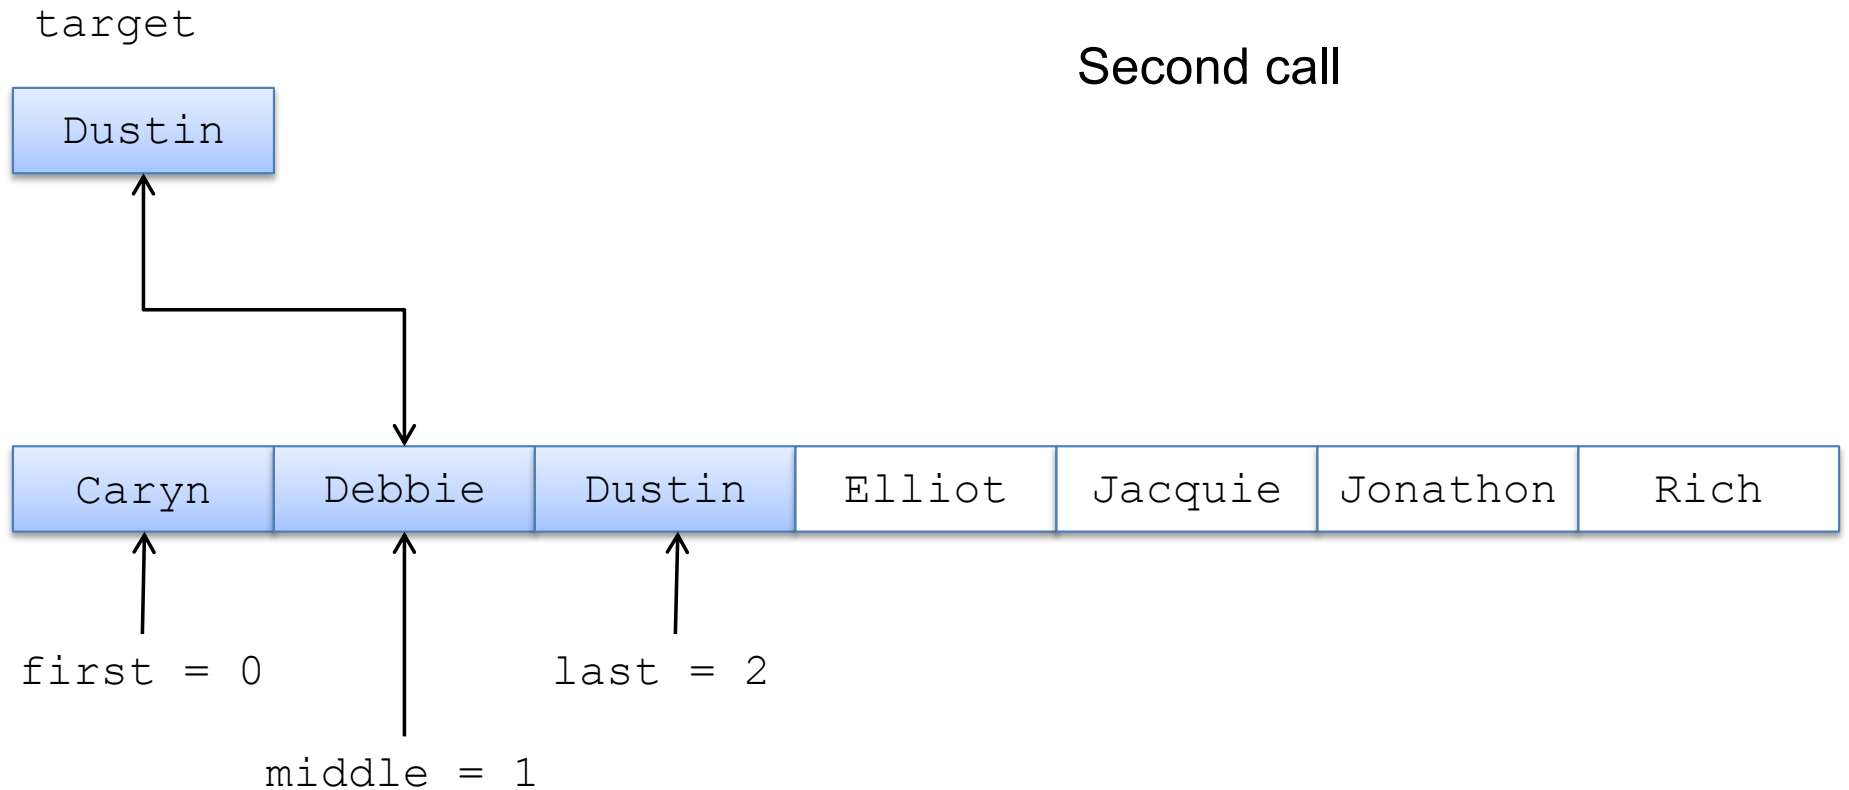 target
Second call
Dustin
Caryn Debbie Dustin Elliot Jacquie Jonathon Rich
first = 0 last = 2
middle = 1